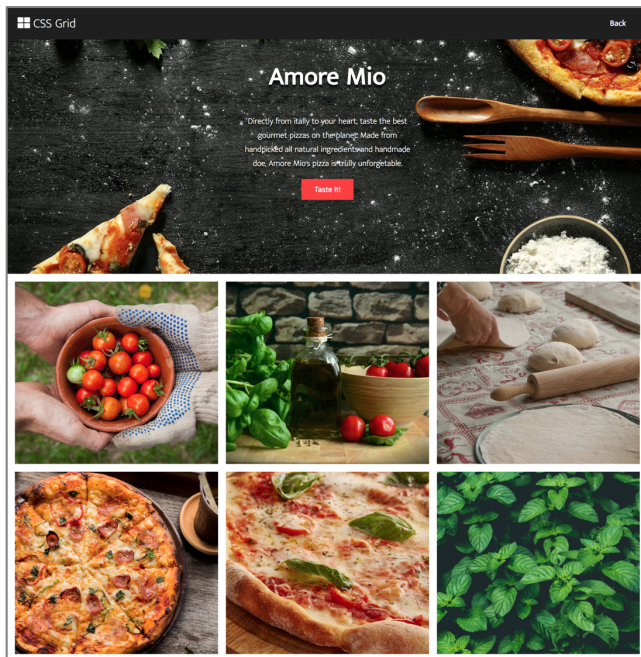 CSS Grid
Back
Amore Mio
Directly from itally to your heart, taste the best
gourmet pizzas on the planet. Made from
handpicked all natural ingredients and handmade
doe, Amore Mio's pizza is trully unforgetable.
Taste It!